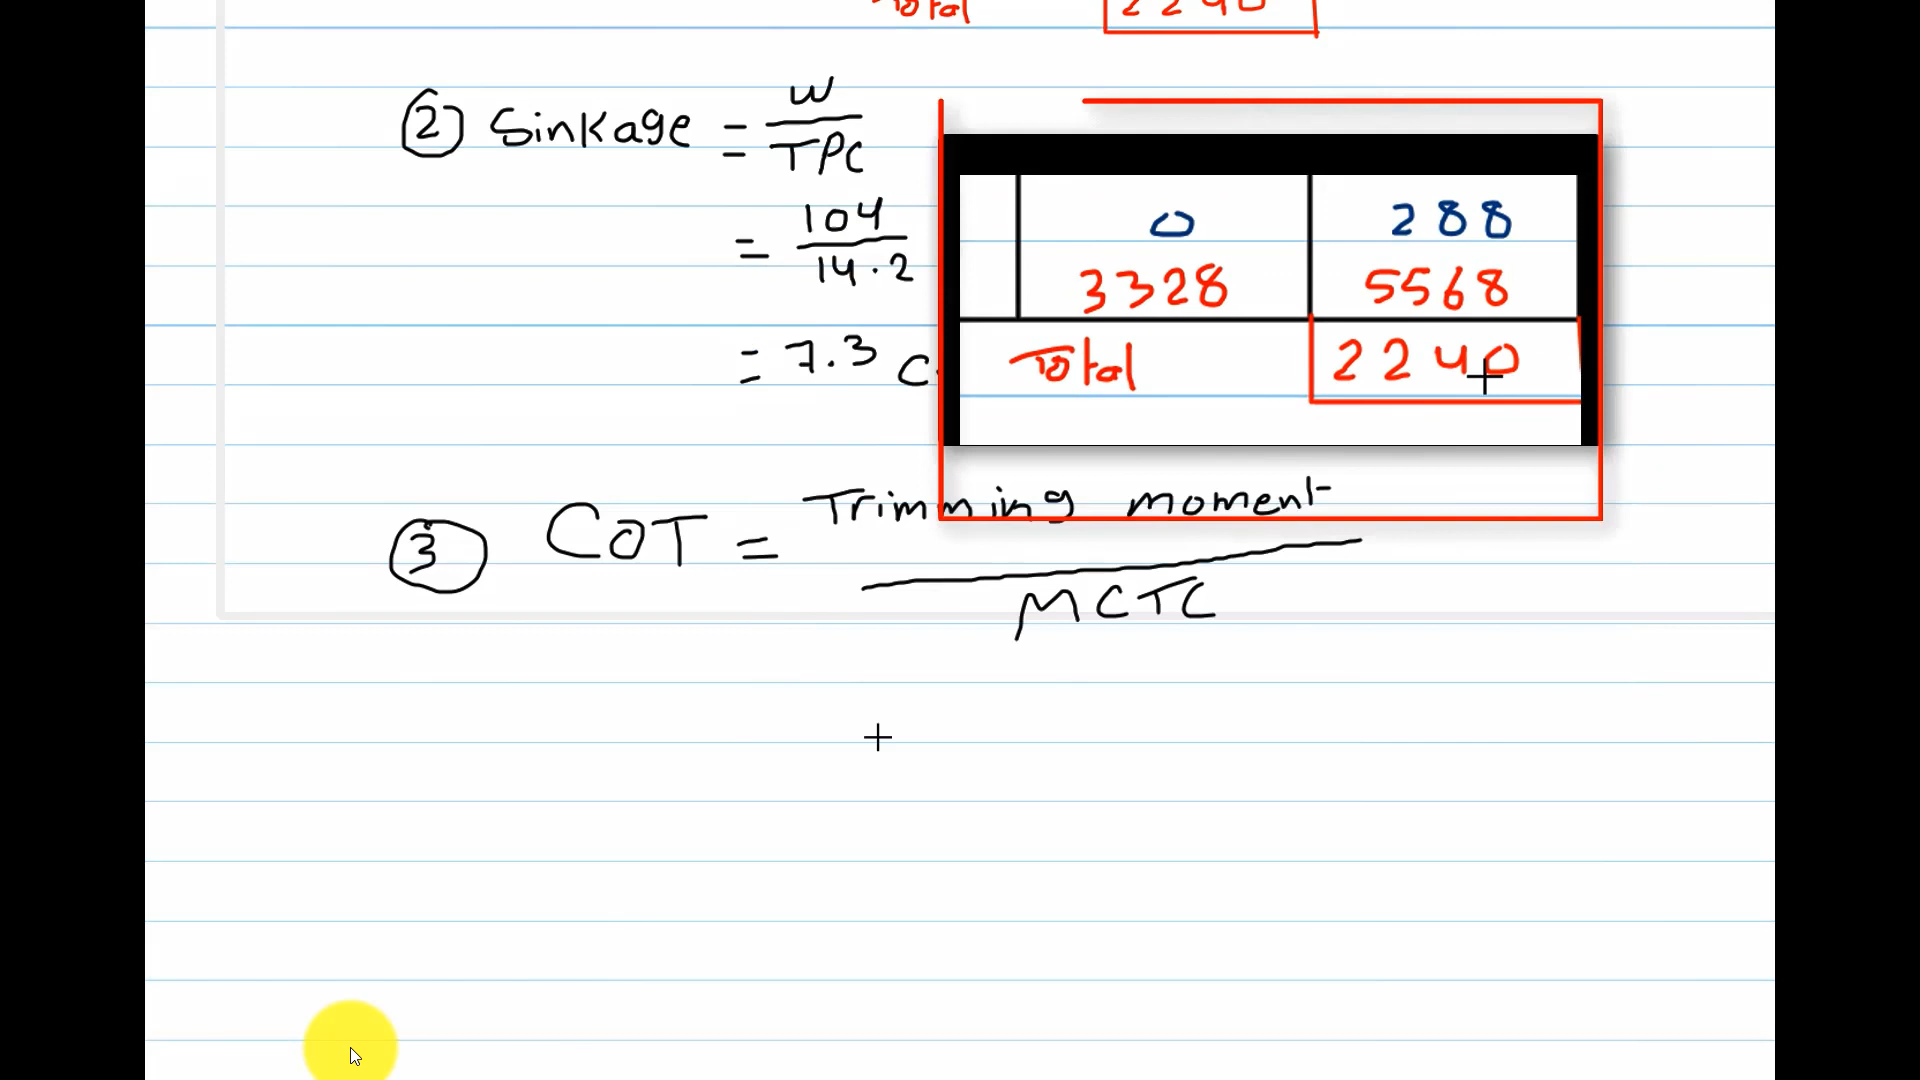 Total 2240
② Sinkage = W / TPC
= 104 / 14.2
= 7.3 C
0 288
3328 5568
Total 2240
③ COT = Trimming moment / MCTC